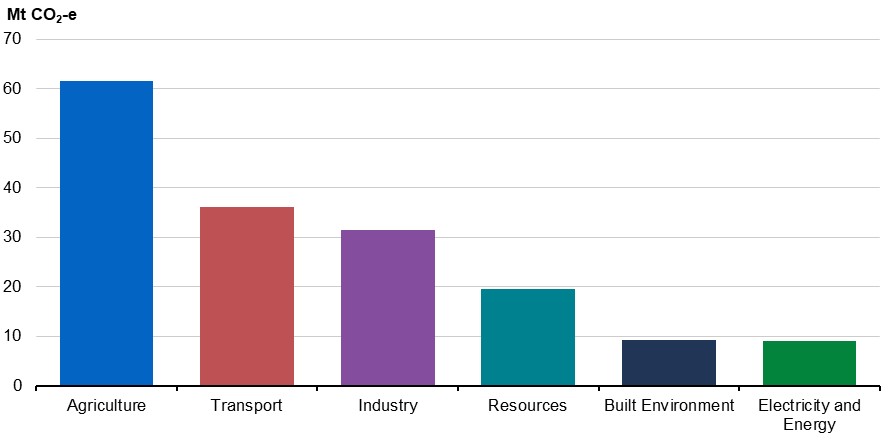 Mt CO₂-e
70
60
50
40
30
20
10
0
Agriculture
Transport
Industry
Resources
Built Environment
Electricity and
Energy